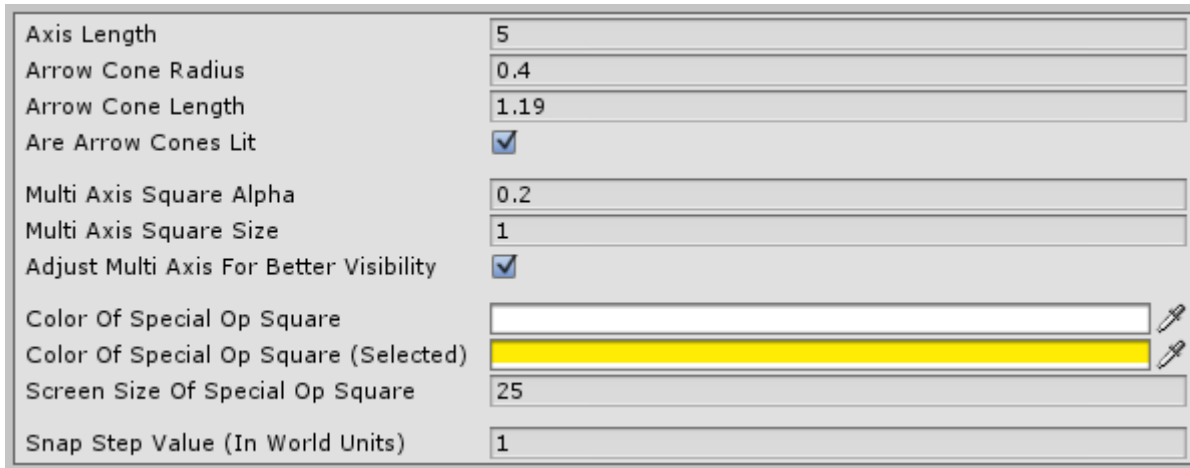 Axis Length 5
Arrow Cone Radius 0.4
Arrow Cone Length 1.19
Are Arrow Cones Lit
Multi Axis Square Alpha 0.2
Multi Axis Square Size 1
Adjust Multi Axis For Better Visibility
Color Of Special Op Square
Color Of Special Op Square (Selected)
Screen Size Of Special Op Square 25
Snap Step Value (In World Units) 1